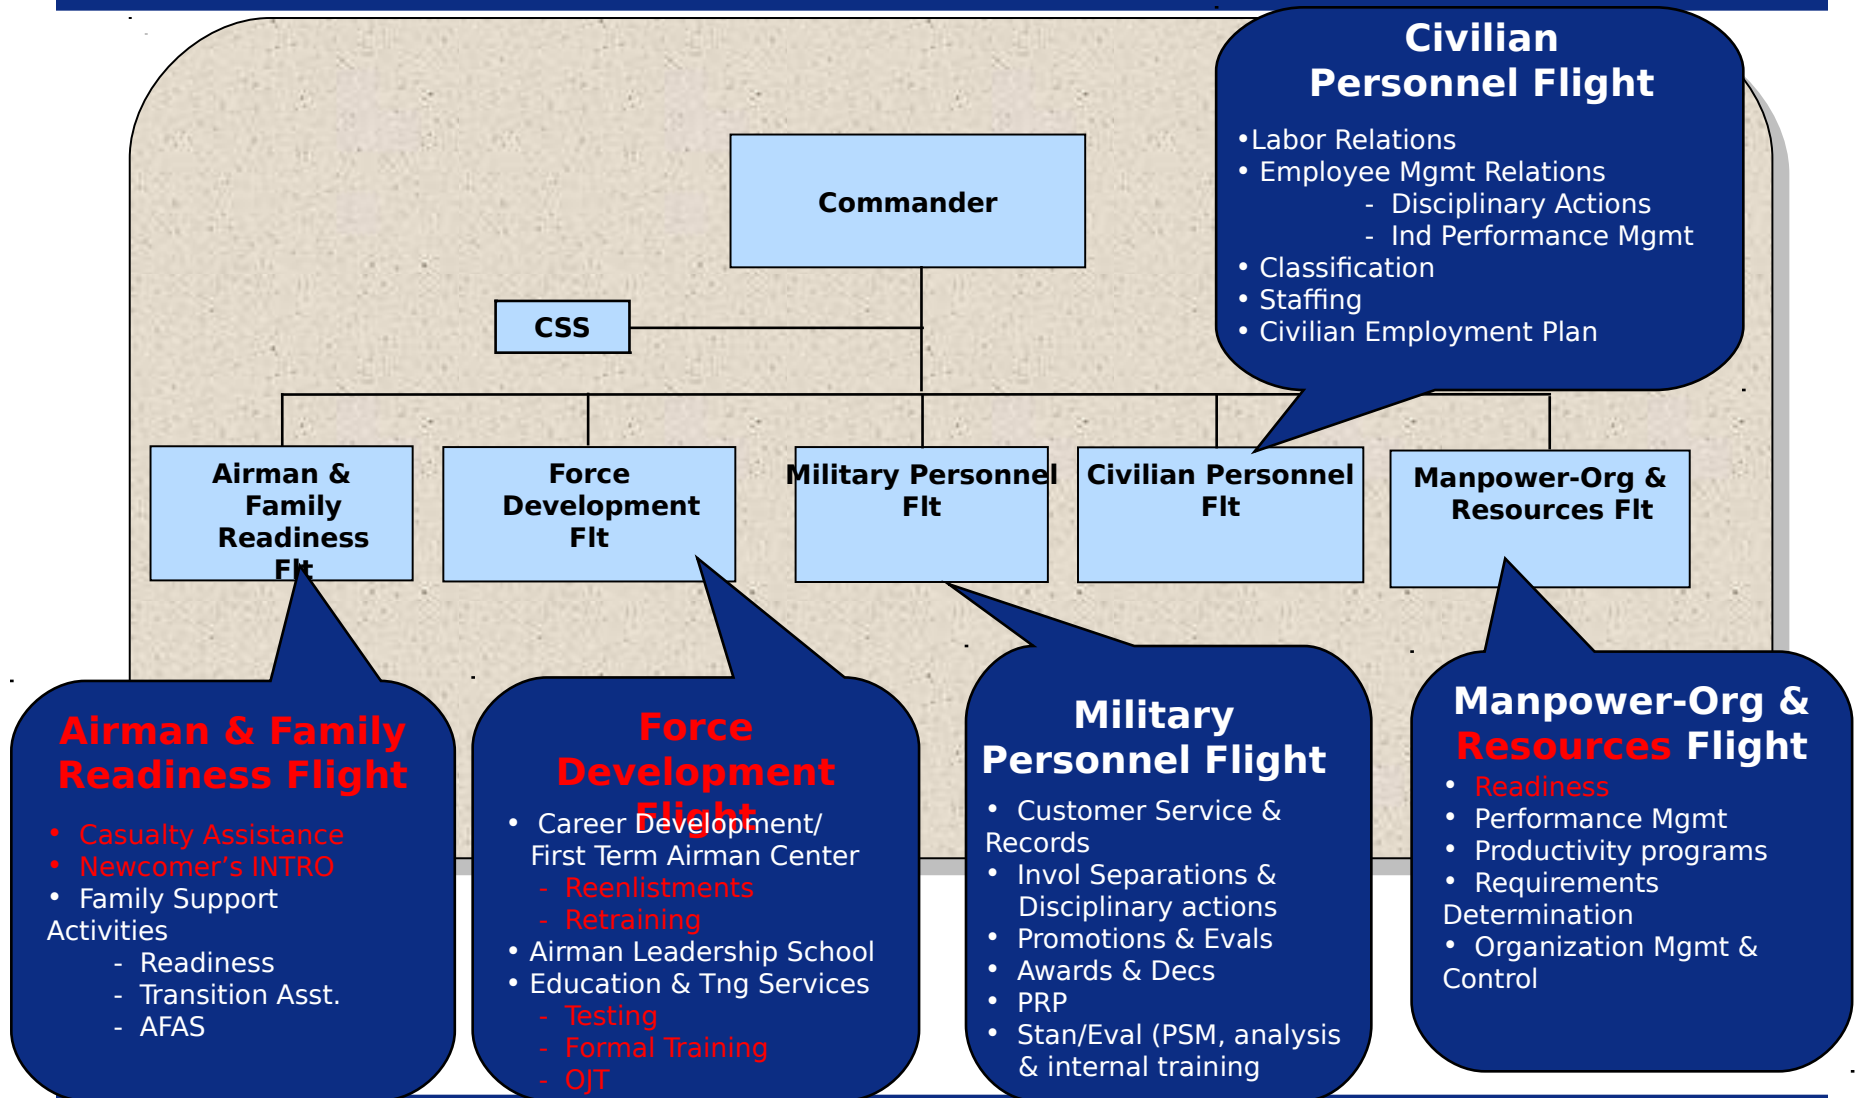 Civilian
Personnel Flight
•Labor Relations
• Employee Mgmt Relations
- Disciplinary Actions
- Ind Performance Mgmt
• Classification
• Staffing
• Civilian Employment Plan
Commander
CSS
Airman &
Family
Readiness
Flt
Force
Development
Flt
Military Personnel
Flt
Civilian Personnel
Flt
Manpower-Org &
Resources Flt
Airman & Family
Readiness Flight
• Casualty Assistance
• Newcomer’s INTRO
• Family Support
Activities
- Readiness
- Transition Asst.
- AFAS
Force
Development
Flight
• Career Development/
First Term Airman Center
- Reenlistments
- Retraining
• Airman Leadership School
• Education & Tng Services
- Testing
- Formal Training
- OJT
Military
Personnel Flight
• Customer Service &
Records
• Invol Separations &
Disciplinary actions
• Promotions & Evals
• Awards & Decs
• PRP
• Stan/Eval (PSM, analysis
& internal training
Manpower-Org &
Resources Flight
• Readiness
• Performance Mgmt
• Productivity programs
• Requirements
Determination
• Organization Mgmt &
Control